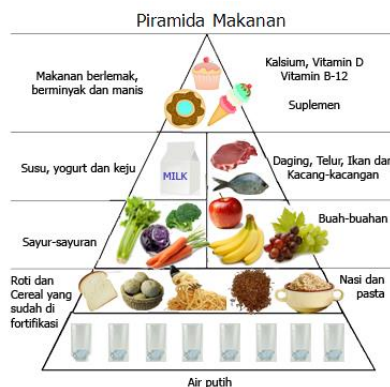 Piramida Makanan
Makanan berlemak,
berminyak dan manis
Kalsium, Vitamin D
Vitamin B-12
Suplemen
Susu, yogurt dan keju
MILK
Daging, Telur, Ikan dan
Kacang-kacangan
Sayur-sayuran
Buah-buahan
Roti dan
Cereal yang
sudah di
fortifikasi
Nasi dan
pasta
Air putih